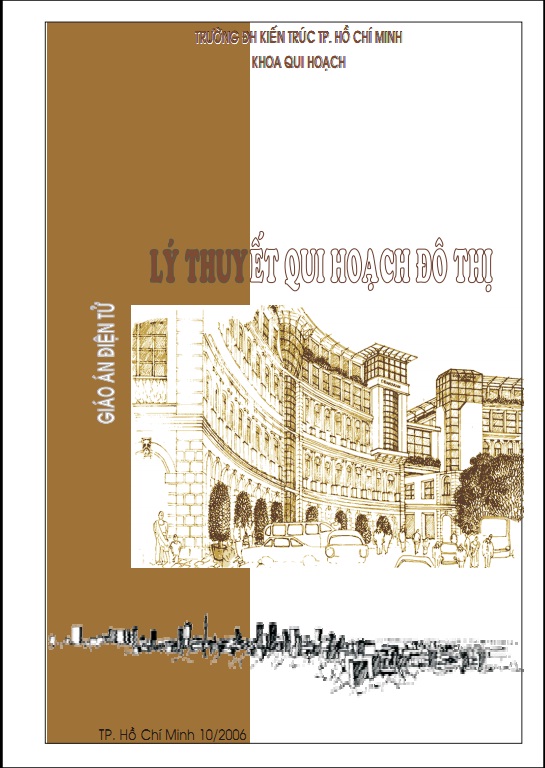 TRƯỜNG ĐH KIẾN TRÚC TP. HỒ CHÍ MINH
KHOA QUI HOẠCH
LÝ THUYẾT QUI HOẠCH ĐÔ THỊ
GIÁO ÁN ĐIỆN TỬ
TP. Hồ Chí Minh 10/2006